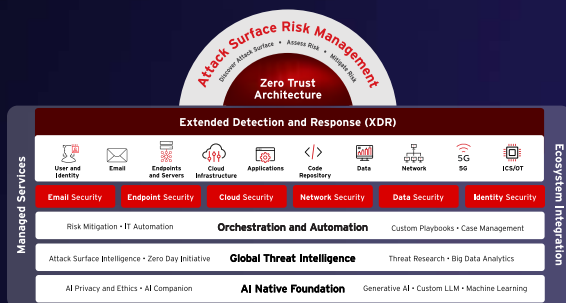 Attack Surface Risk Management
Discover Attack Surface • Assess Risk • Mitigate Risk
Zero Trust
Architecture
Managed Services
Ecosystem Integration
Extended Detection and Response (XDR)
User and
Identity
Email
Endpoints
and Servers
Cloud
Infrastructure
Applications
Code
Repository
Data
Network
5G
5G
ICS/OT
Email Security
Endpoint Security
Cloud Security
Network Security
Data Security
Identity Security
Risk Mitigation • IT Automation
Orchestration and Automation
Custom Playbooks • Case Management
Attack Surface Intelligence • Zero Day Initiative
Global Threat Intelligence
Threat Research • Big Data Analytics
AI Privacy and Ethics • AI Companion
AI Native Foundation
Generative AI • Custom LLM • Machine Learning